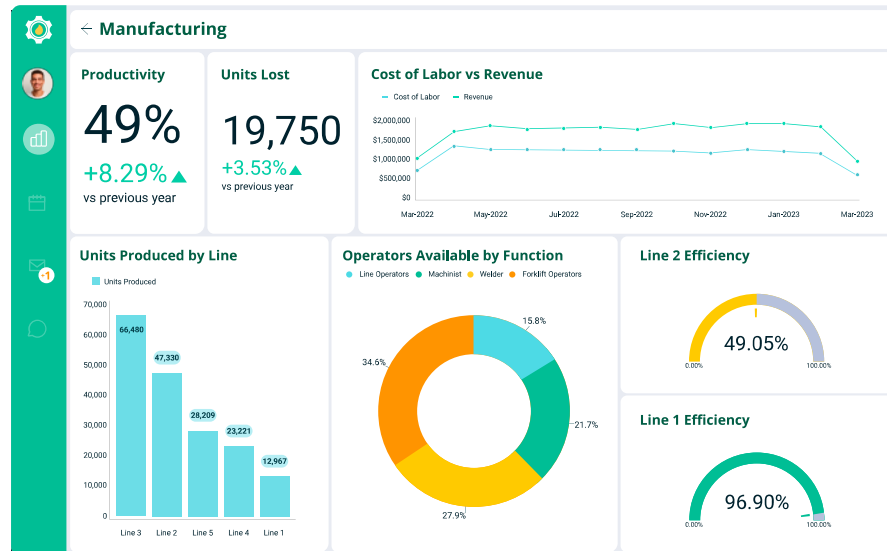 ← Manufacturing
Productivity
49%
+8.29% ▲
vs previous year
Units Lost
19,750
+3.53% ▲
vs previous year
Cost of Labor vs Revenue
Cost of Labor
Revenue
$2,000,000
$1,500,000
$1,000,000
$500,000
$0
Mar-2022
May-2022
Jul-2022
Sep-2022
Nov-2022
Jan-2023
Mar-2023
-1
Units Produced by Line
Units Produced
70,000
60,000
50,000
40,000
30,000
20,000
10,000
0
66,480
47,330
28,209
23,221
12,967
Line 3
Line 2
Line 5
Line 4
Line 1
Operators Available by Function
Line Operators
Machinist
Welder
Forklift Operators
15.8%
34.6%
21.7%
27.9%
Line 2 Efficiency
49.05%
0.00%
100.00%
Line 1 Efficiency
96.90%
0.00%
100.00%